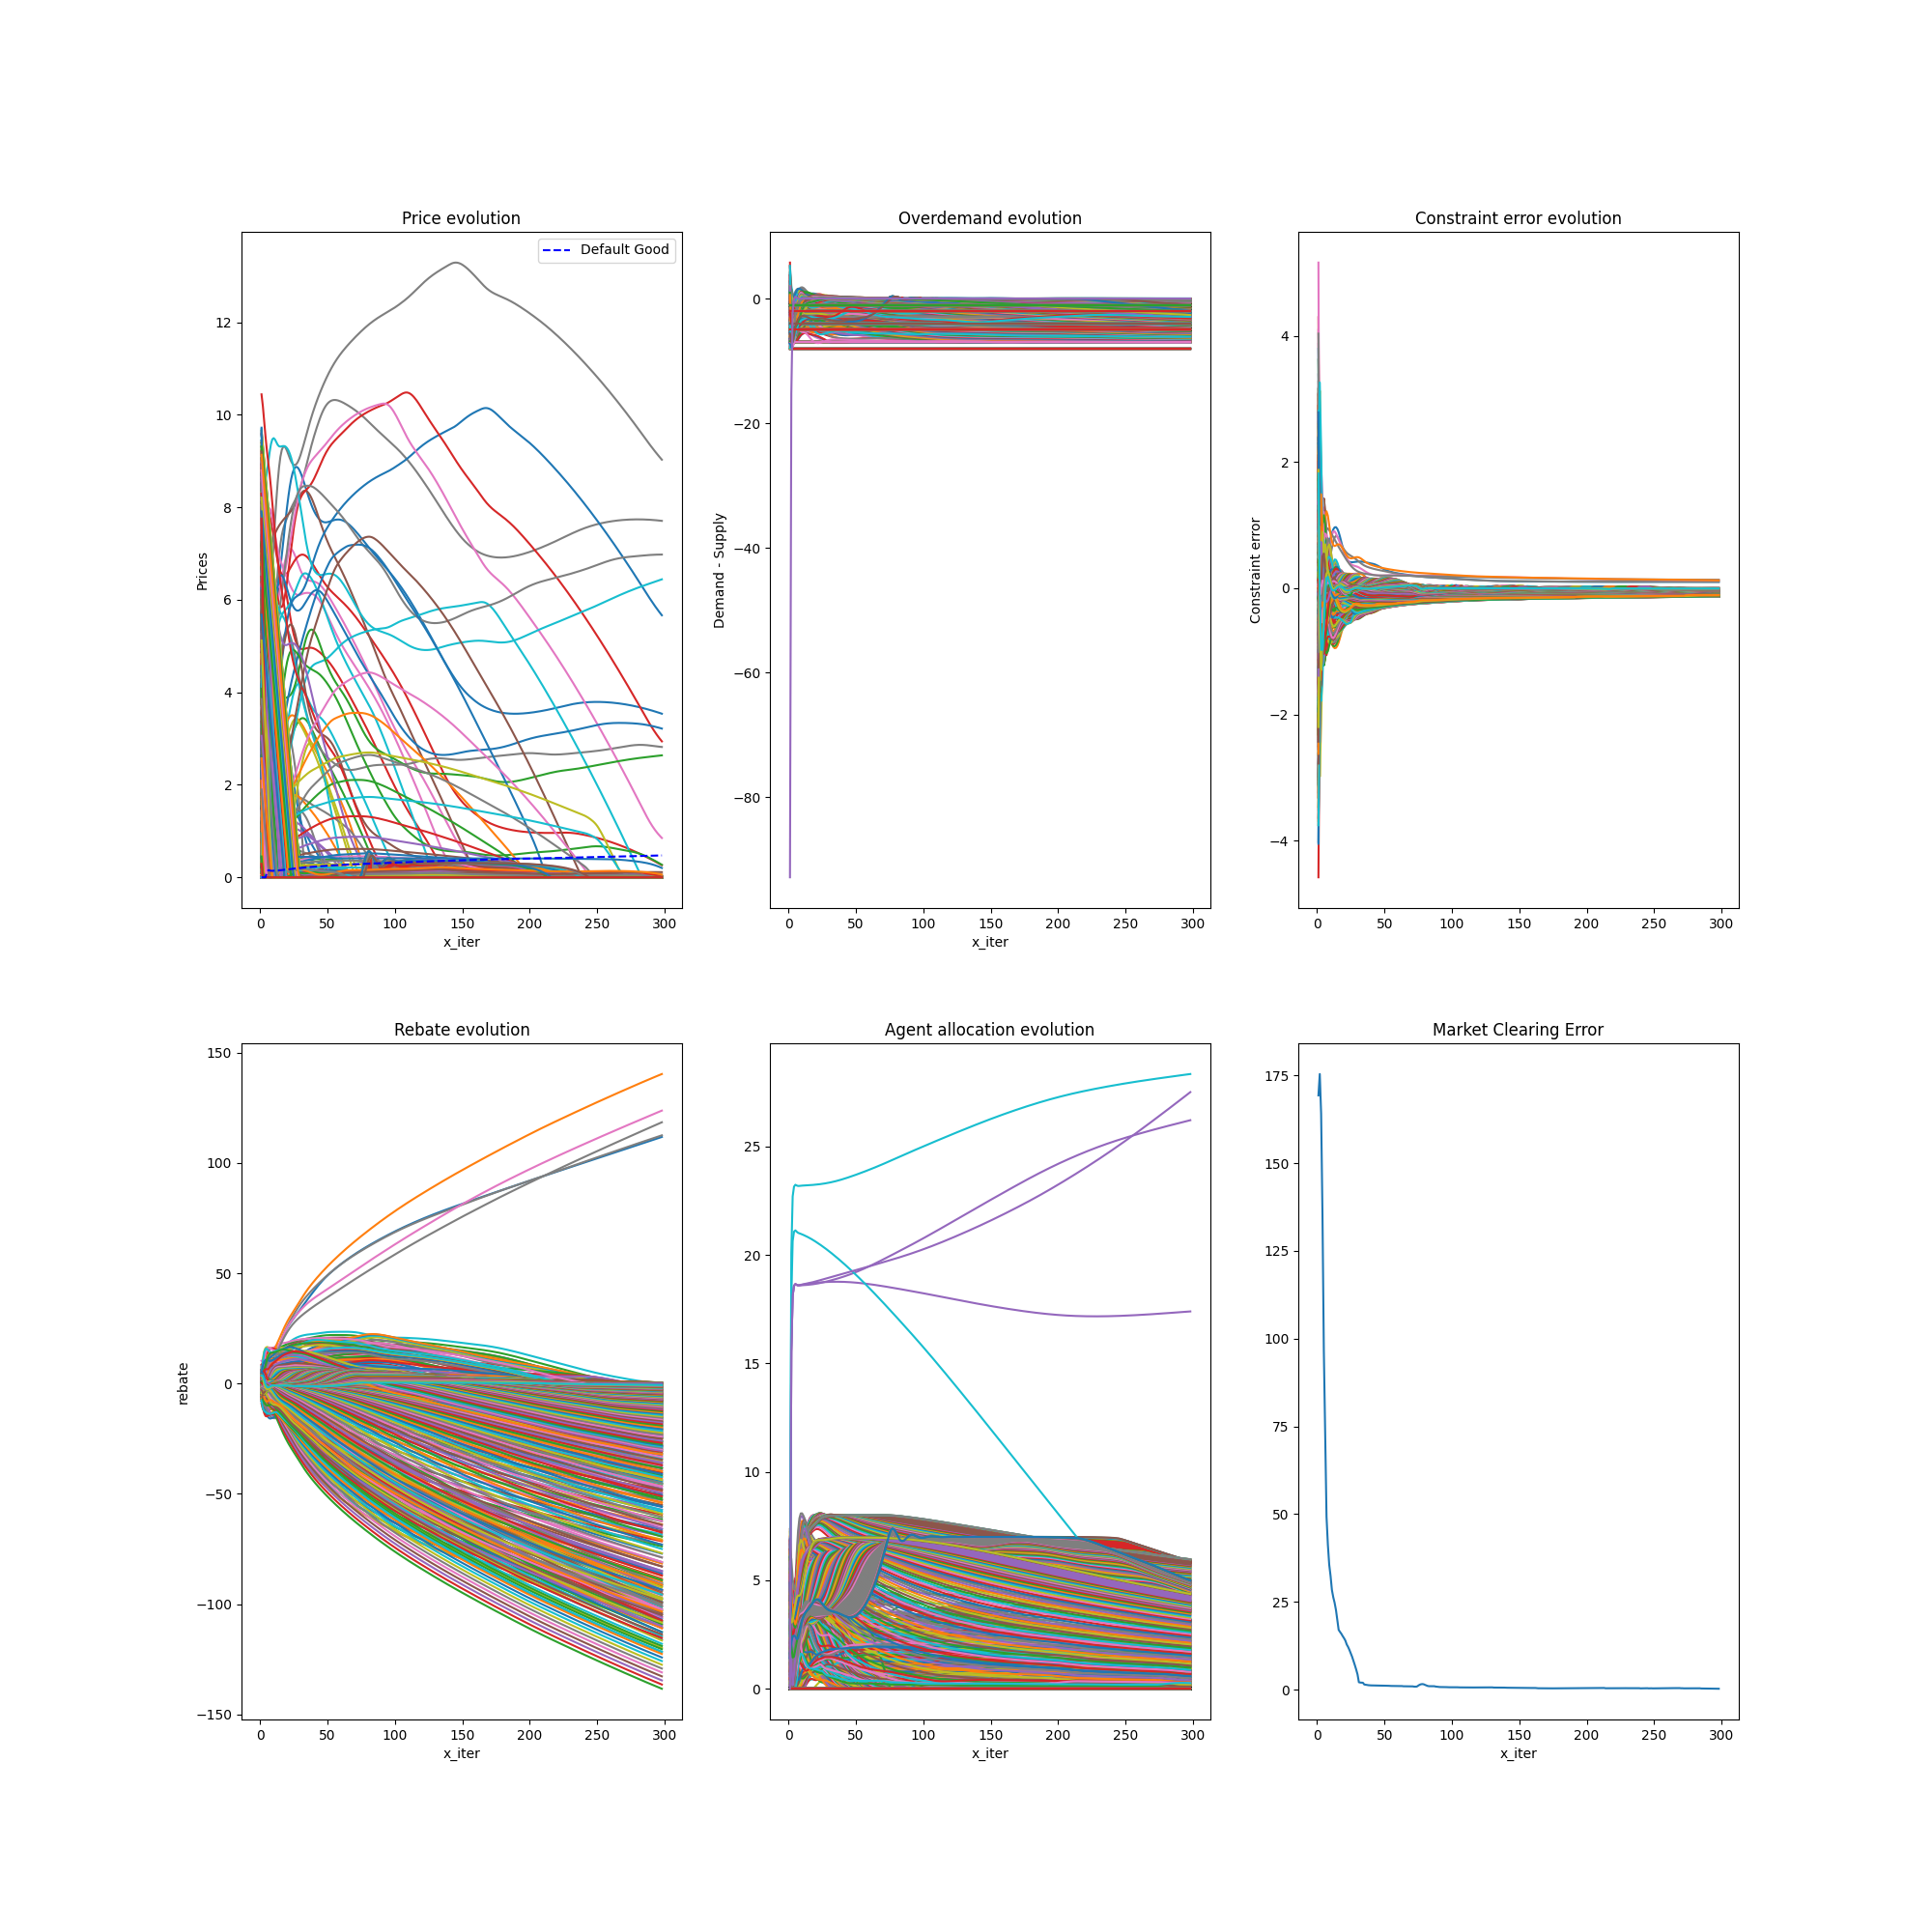 Price evolution
Prices
12
10
8
6
4
2
0
Default Good
0 50 100 150 200 250 300
x_iter
Overdemand evolution
Demand - Supply
0
−20
−40
−60
−80
0 50 100 150 200 250 300
x_iter
Constraint error evolution
Constraint error
4
2
0
−2
−4
0 50 100 150 200 250 300
Rebate evolution
rebate
150
100
50
0
−50
−100
−150
0 50 100 150 200 250 300
x_iter
Agent allocation evolution
25
20
15
10
5
0
0 50 100 150 200 250 300
x_iter
Market Clearing Error
175
150
125
100
75
50
25
0
0 50 100 150 200 250 300
x_iter